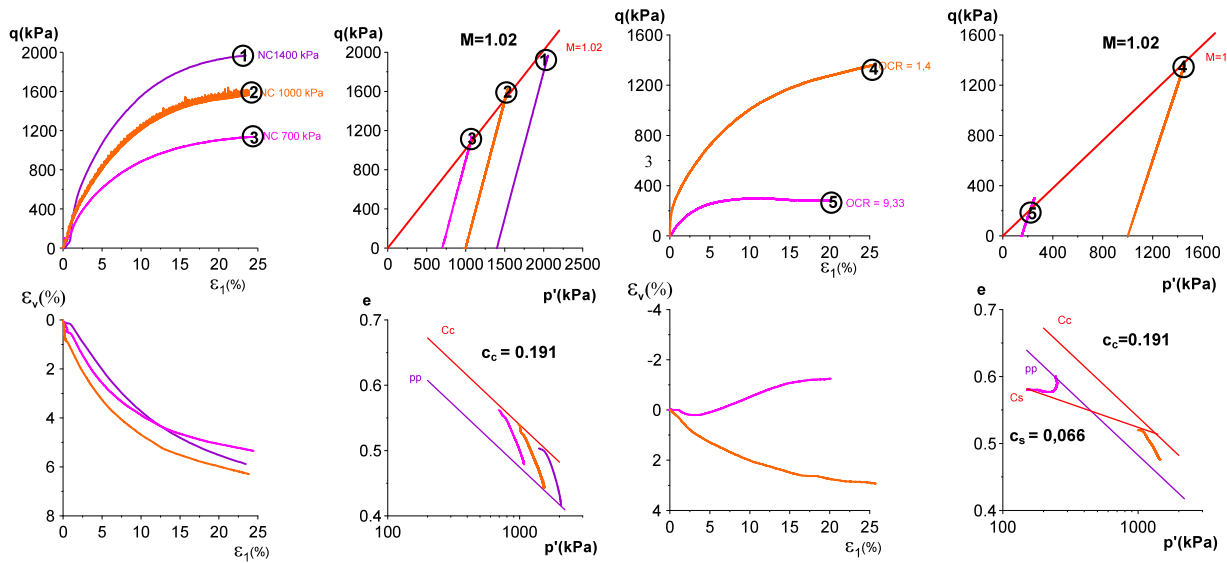 q(kPa)
2000
1600
1200
800
400
0
0
5
10
15
20
25
ε1(%)
1
NC1400 kPa
2
NC 1000 kPa
3
NC 700 kPa
q(kPa)
2000
1600
1200
800
400
0
0
500
1000
1500
2000
2500
p'(kPa)
M=1.02
M=1.02
1
2
3
q(kPa)
1600
1200
800
3
400
0
0
5
10
15
20
25
ε1(%)
4
OCR = 1,4
5
OCR = 9,33
q(kPa)
1600
1200
800
400
0
0
400
800
1200
1600
p'(kPa)
M=1.02
M=1
4
5
εv(%)
0
2
4
6
8
0
5
10
15
20
25
ε1(%)
e
0.7
0.6
0.5
0.4
100
1000
p'(kPa)
Cc
cc = 0.191
pp
εv(%)
-4
-2
0
2
4
0
5
10
15
20
25
ε1(%)
e
0.7
0.6
0.5
0.4
100
1000
p'(kPa)
Cc
cc=0.191
pp
Cs
cs = 0,066